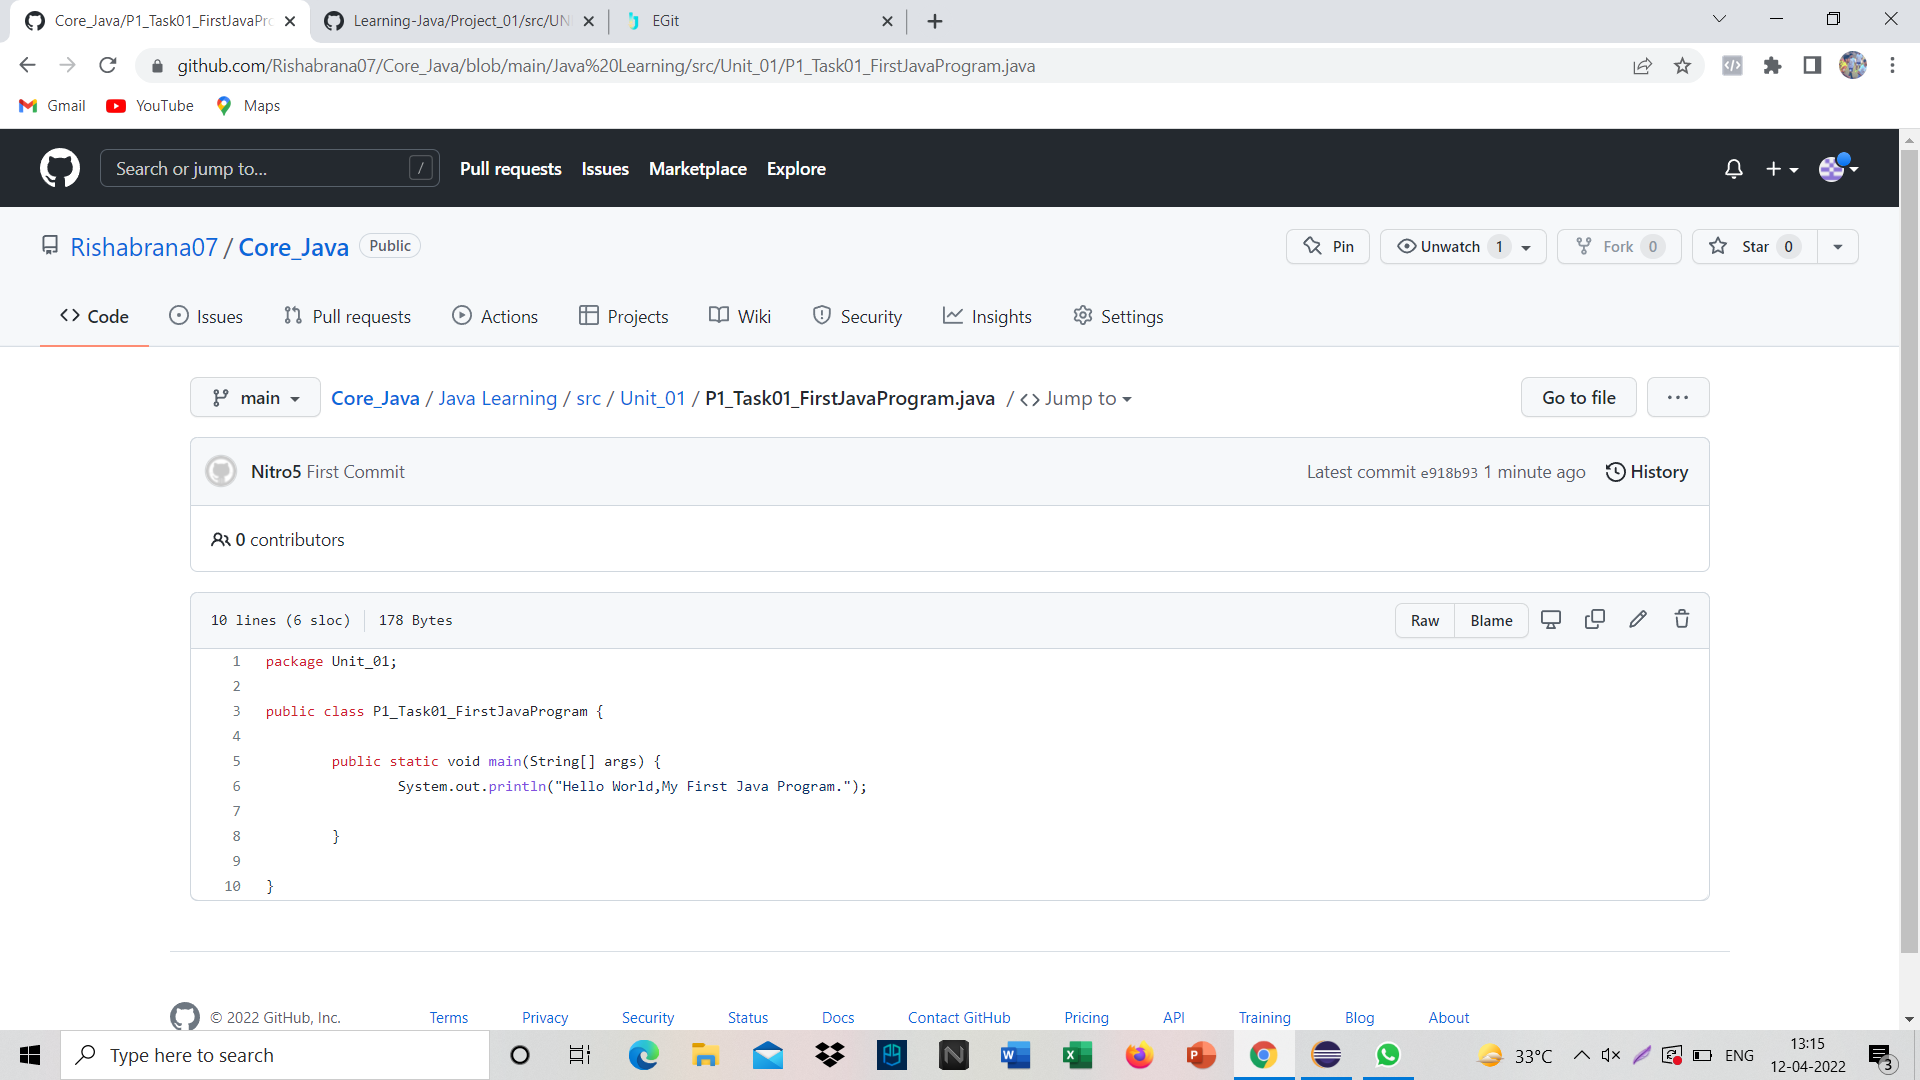 Core_Java/P1_Task01_FirstJavaPro
Learning-Java/Project_01/src/UN
EGit
github.com/Rishabrana07/Core_Java/blob/main/Java%20Learning/src/Unit_01/P1_Task01_FirstJavaProgram.java
Gmail YouTube Maps
Search or jump to... / Pull requests Issues Marketplace Explore
Rishabrana07 / Core_Java Public Pin Unwatch 1 Fork 0 Star 0
Code Issues Pull requests Actions Projects Wiki Security Insights Settings
main Core_Java / Java Learning / src / Unit_01 / P1_Task01_FirstJavaProgram.java / <> Jump to Go to file ...
Nitro5 First Commit Latest commit e918b93 1 minute ago History
0 contributors
10 lines (6 sloc) 178 Bytes Raw Blame
1 package Unit_01;
2
3 public class P1_Task01_FirstJavaProgram {
4
5 public static void main(String[] args) {
6 System.out.println("Hello World,My First Java Program.");
7
8 }
9
10 }
© 2022 GitHub, Inc. Terms Privacy Security Status Docs Contact GitHub Pricing API Training Blog About
Type here to search 33°C ENG 13:15
12-04-2022 3